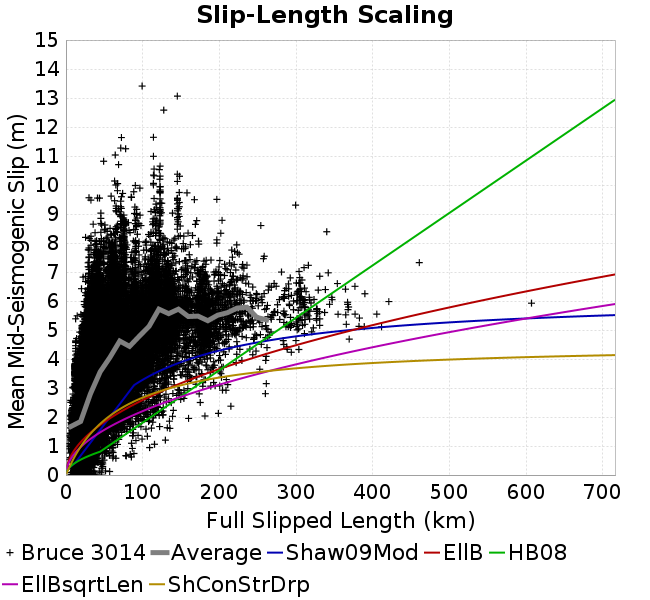 Slip-Length Scaling
Mean Mid-Seismogenic Slip (m)
15
14
13
12
11
10
9
8
7
6
5
4
3
2
1
0
0 100 200 300 400 500 600 700
Full Slipped Length (km)
Bruce 3014 Average Shaw09Mod EllB HB08
EllBsqrtLen ShConStrDrp